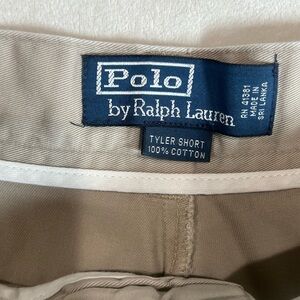 Polo
by Ralph Lauren
RN 41381
MADE IN
SRI LANKA
TYLER SHORT
100% COTTON